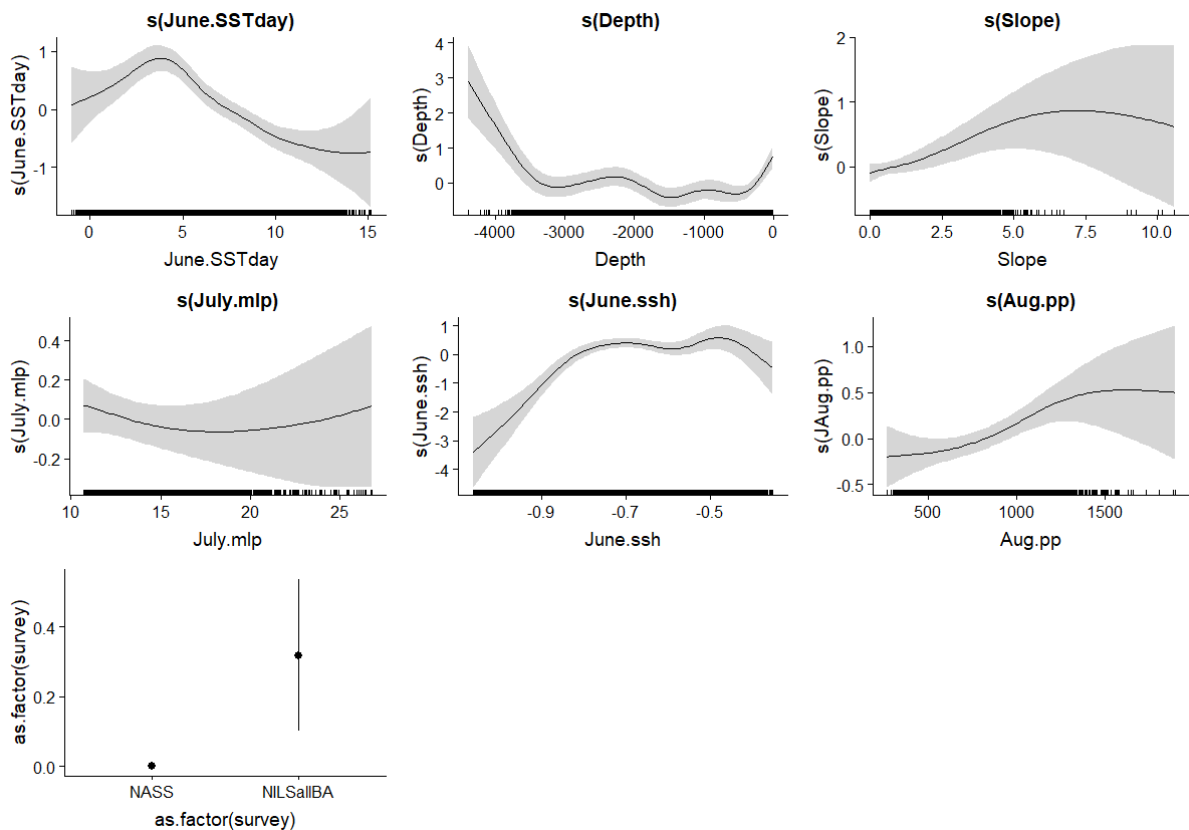 s(June.SSTday)
s(June.SSTday)
1
0
-1
0
5
10
15
June.SSTday
s(Depth)
s(Depth)
4
3
2
1
0
-4000
-3000
-2000
-1000
0
Depth
s(Slope)
s(Slope)
2
1
0
0.0
2.5
5.0
7.5
10.0
Slope
s(July.mlp)
s(July.mlp)
0.4
0.2
0.0
-0.2
10
15
20
25
July.mlp
s(June.ssh)
s(June.ssh)
1
0
-1
-2
-3
-4
-0.9
-0.7
-0.5
June.ssh
s(Aug.pp)
s(JAug.pp)
1.0
0.5
0.0
-0.5
500
1000
1500
Aug.pp
as.factor(survey)
0.4
0.2
0.0
NASS
NILSallBA
as.factor(survey)